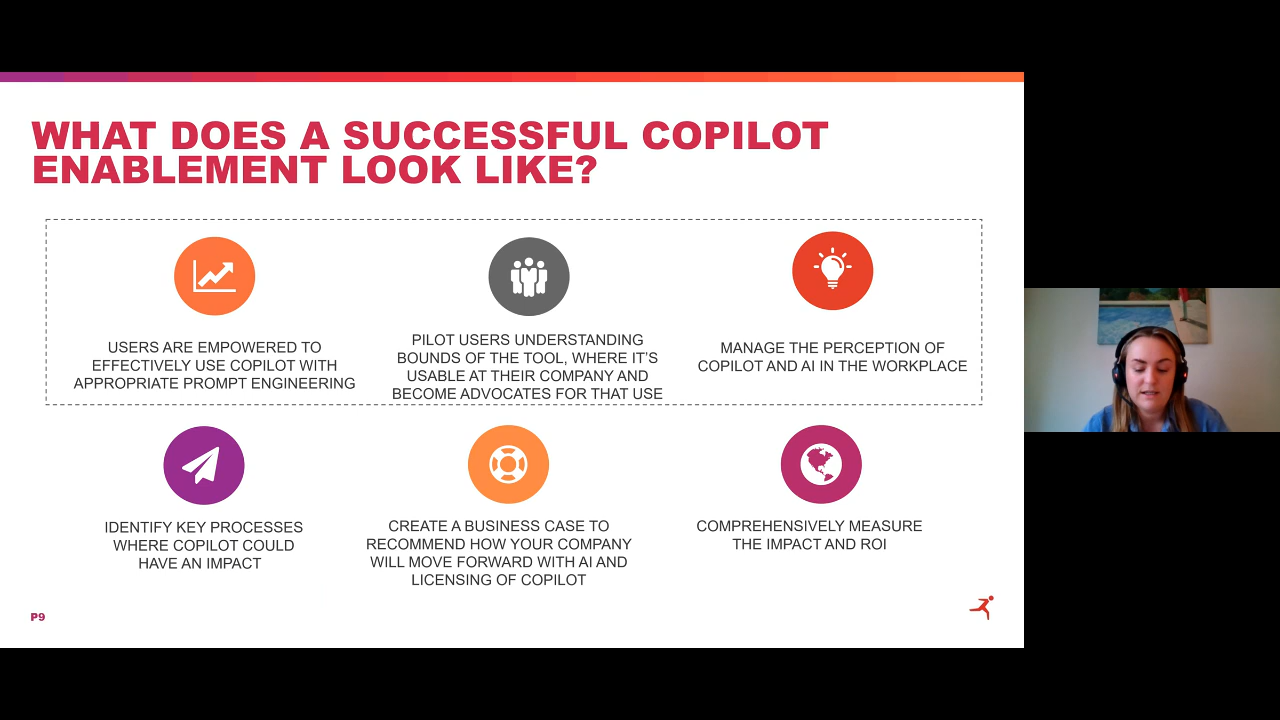 WHAT DOES A SUCCESSFUL COPILOT
ENABLEMENT LOOK LIKE?
USERS ARE EMPOWERED TO
EFFECTIVELY USE COPILOT WITH
APPROPRIATE PROMPT ENGINEERING
PILOT USERS UNDERSTANDING
BOUNDS OF THE TOOL, WHERE IT'S
USABLE AT THEIR COMPANY AND
BECOME ADVOCATES FOR THAT USE
MANAGE THE PERCEPTION OF
COPILOT AND AI IN THE WORKPLACE
IDENTIFY KEY PROCESSES
WHERE COPILOT COULD
HAVE AN IMPACT
CREATE A BUSINESS CASE TO
RECOMMEND HOW YOUR COMPANY
WILL MOVE FORWARD WITH AI AND
LICENSING OF COPILOT
COMPREHENSIVELY MEASURE
THE IMPACT AND ROI
P9